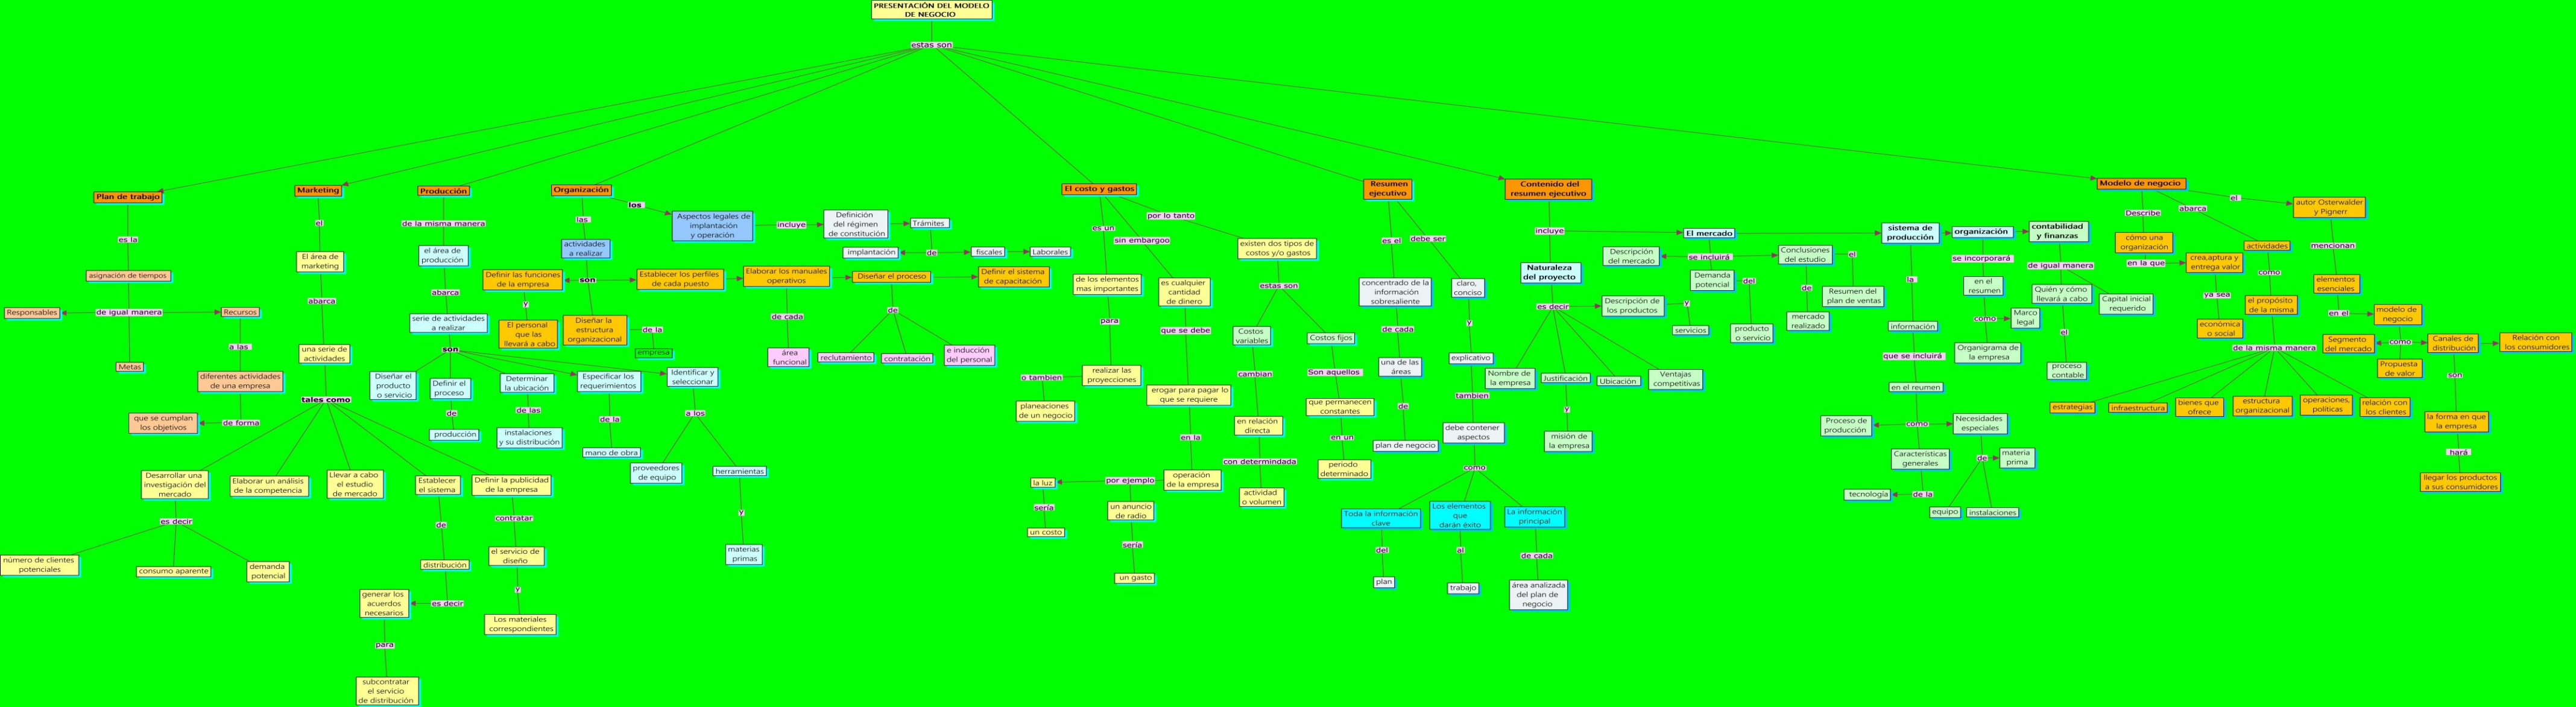 PRESENTACIÓN DEL MODELO
DE NEGOCIO
estas son
Plan de trabajo
es la
asignación de tiempos
de igual manera
Responsables
Recursos
Metas
a las
diferentes actividades
de una empresa
de forma
que se cumplan
los objetivos
Marketing
el
El área de
marketing
abarca
una serie de
actividades
tales como
Desarrollar una
investigación del
mercado
es decir
número de clientes
potenciales
consumo aparente
demanda
potencial
Elaborar un análisis
de la competencia
Llevar a cabo
el estudio
de mercado
Establecer
el sistema
de
distribución
es decir
generar los
acuerdos
necesarios
para
subcontratar
el servicio
de distribución
Definir la publicidad
de la empresa
contratar
el servicio de
diseño
y
Los materiales
correspondientes
Producción
de la misma manera
el área de
producción
abarca
serie de actividades
a realizar
son
Diseñar el
producto
o servicio
Definir el
proceso
de
producción
Determinar
la ubicación
de las
instalaciones
y su distribución
Especificar los
requerimientos
de la
mano de obra
Identificar y
seleccionar
a los
proveedores
de equipo
herramientas
y
materias
primas
Organización
las
actividades
a realizar
son
Definir las funciones
de la empresa
y
El personal
que las
llevará a cabo
Diseñar la
estructura
organizacional
de la
empresa
Establecer los perfiles
de cada puesto
Elaborar los manuales
operativos
de cada
área
funcional
Diseñar el proceso
de
reclutamiento
contratación
e inducción
del personal
Definir el sistema
de capacitación
los
Aspectos legales de
implantación
y operación
incluye
Definición
del régimen
de constitución
Trámites
de
implantación
fiscales
Laborales
El costo y gastos
es un
de los elementos
mas importantes
para
realizar las
proyecciones
o tambien
planeaciones
de un negocio
sin embargoo
es cualquier
cantidad
de dinero
que se debe
erogar para pagar lo
que se requiere
en la
operación
de la empresa
por ejemplo
la luz
sería
un costo
un anuncio
de radio
sería
un gasto
por lo tanto
existen dos tipos de
costos y/o gastos
estas son
Costos
variables
cambian
en relación
directa
con determindada
actividad
o volumen
Costos fijos
Son aquellos
que permanecen
constantes
en un
periodo
determinado
Resumen
ejecutivo
es el
concentrado de la
información
sobresaliente
de cada
una de las
áreas
de
plan de negocio
debe ser
claro,
conciso
y
explicativo
tambien
debe contener
aspectos
como
Toda la información
clave
del
plan
Los elementos
que
darán éxito
al
trabajo
La información
principal
de cada
área analizada
del plan de
negocio
Contenido del
resumen ejecutivo
incluye
Naturaleza
del proyecto
es decir
Nombre de
la empresa
Justificación
y
misión de
la empresa
Ubicación
Ventajas
competitivas
Descripción de
los productos
y
servicios
El mercado
se incluirá
Descripción
del mercado
Demanda
potencial
del
producto
o servicio
Conclusiones
del estudio
de
mercado
realizado
el
Resumen del
plan de ventas
sistema de
producción
la
información
que se incluirá
en el reumen
como
Proceso de
producción
Características
generales
de la
tecnología
Necesidades
especiales
de
materia
prima
equipo
instalaciones
organización
se incorporará
en el
resumen
como
Marco
legal
Organigrama de
la empresa
contabilidad
y finanzas
de igual manera
Quién y cómo
llevará a cabo
el
proceso
contable
Capital inicial
requerido
Modelo de negocio
Describe
cómo una
organización
en la que
crea,aptura y
entrega valor
ya sea
económica
o social
abarca
actividades
como
el propósito
de la misma
de la misma manera
estrategias
infraestructura
bienes que
ofrece
estructura
organizacional
operaciones,
políticas
relación con
los clientes
el
autor Osterwalder
y Pignerr
mencionan
elementos
esenciales
en el
modelo de
negocio
como
Segmento
del mercado
Propuesta
de valor
Canales de
distribución
Relación con
los consumidores
son
la forma en que
la empresa
hará
llegar los productos
a sus consumidores